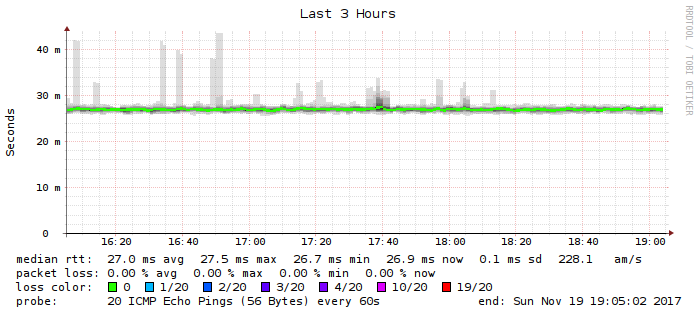 Last 3 Hours
RRDTOOL / TOBI OETIKER
Seconds
40 m
30 m
20 m
10 m
0
16:20 16:40 17:00 17:20 17:40 18:00 18:20 18:40 19:00
median rtt: 27.0 ms avg 27.5 ms max 26.7 ms min 26.9 ms now 0.1 ms sd 228.1 am/s
packet loss: 0.00 % avg 0.00 % max 0.00 % min 0.00 % now
loss color: 0 1/20 2/20 3/20 4/20 10/20 19/20
probe: 20 ICMP Echo Pings (56 Bytes) every 60s end: Sun Nov 19 19:05:02 2017